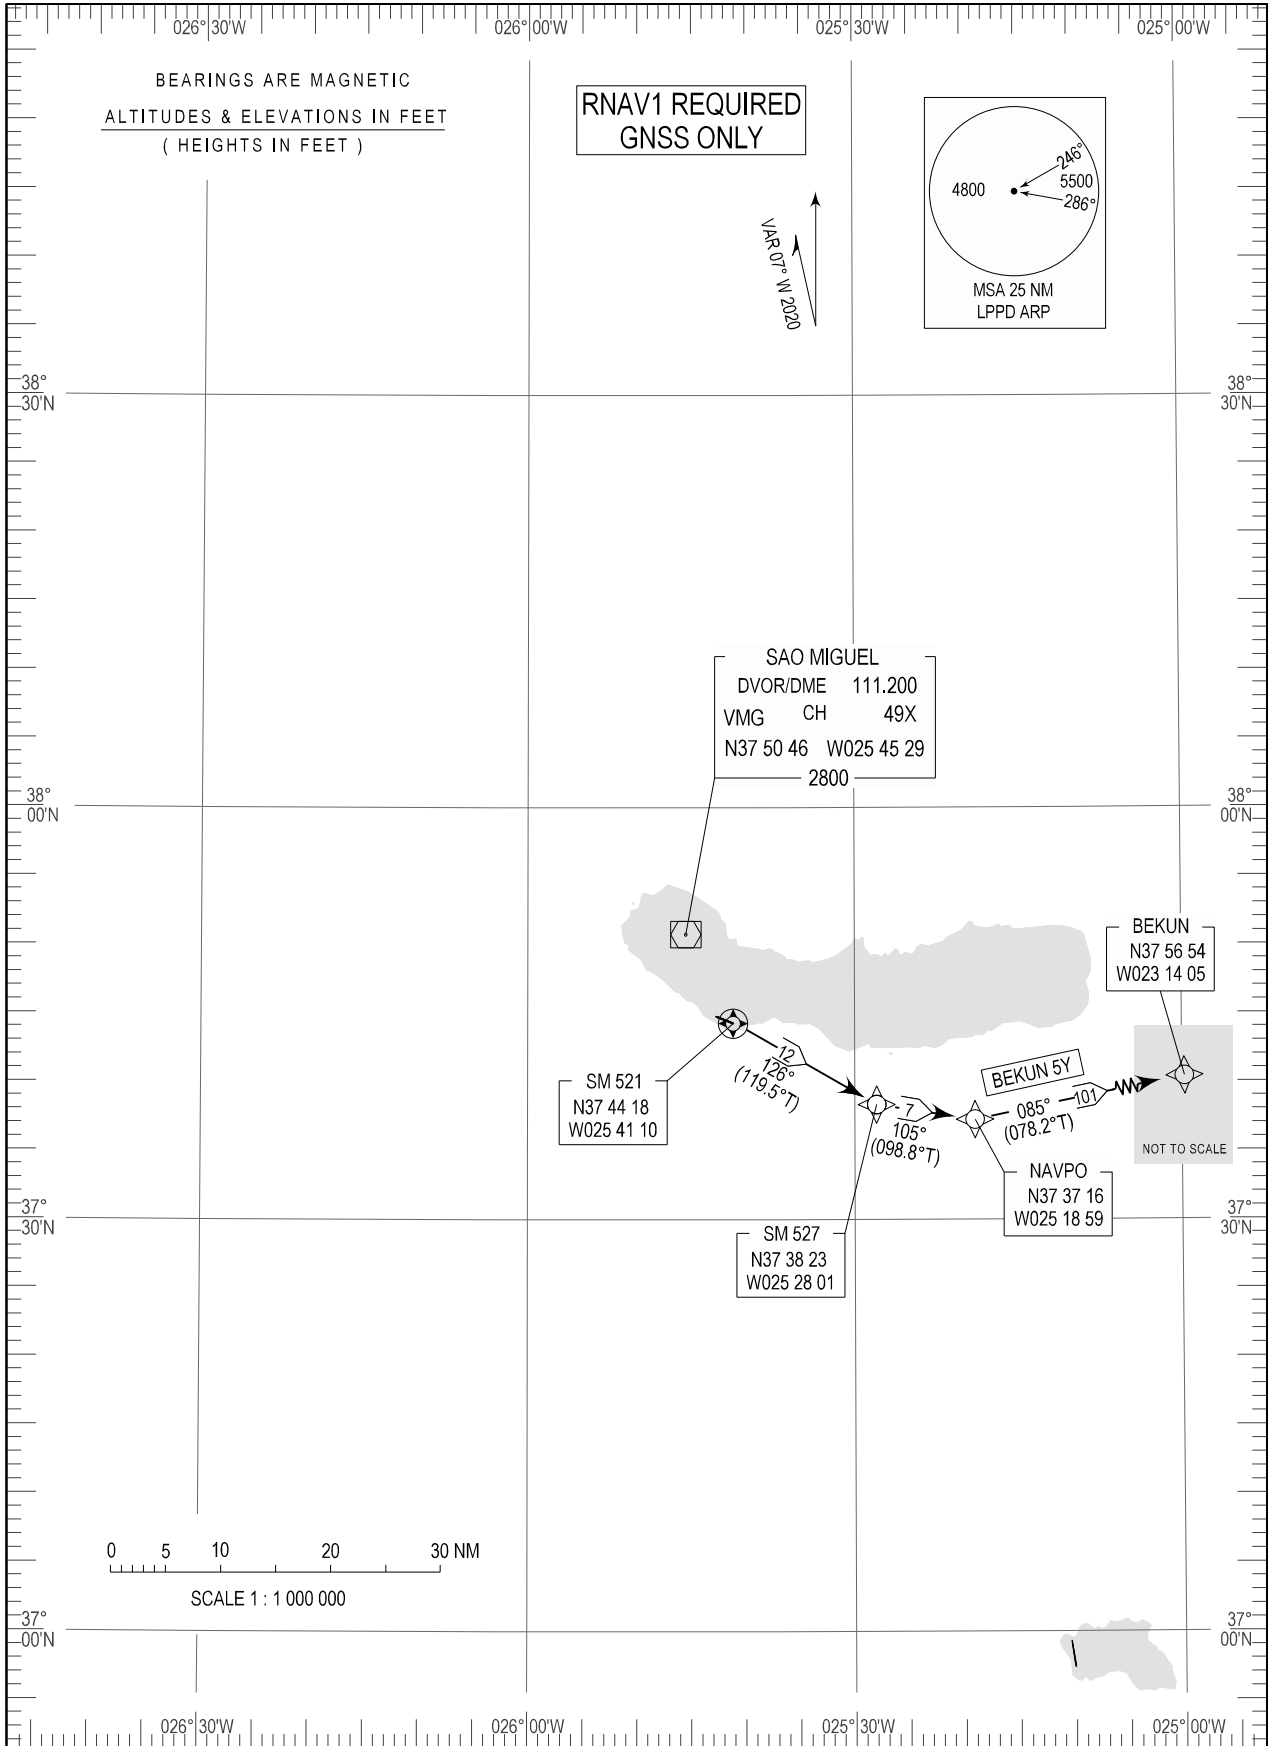 026°30'W
026°00'W
025°30'W
025°00'W
BEARINGS ARE MAGNETIC
ALTITUDES & ELEVATIONS IN FEET
( HEIGHTS IN FEET )
RNAV1 REQUIRED
GNSS ONLY
VAR 07° W 2020
246°
4800
5500
286°
MSA 25 NM
LPPD ARP
38°
30'N
38°
30'N
SAO MIGUEL
DVOR/DME 111.200
VMG CH 49X
N37 50 46 W025 45 29
2800
38°
00'N
38°
00'N
BEKUN
N37 56 54
W023 14 05
NOT TO SCALE
SM 521
N37 44 18
W025 41 10
12
126°
(119.5°T)
7
105°
(098.8°T)
BEKUN 5Y
085°
101
(078.2°T)
NAVPO
N37 37 16
W025 18 59
SM 527
N37 38 23
W025 28 01
37°
30'N
37°
30'N
0 5 10 20 30 NM
SCALE 1 : 1 000 000
37°
00'N
37°
00'N
026°30'W
026°00'W
025°30'W
025°00'W